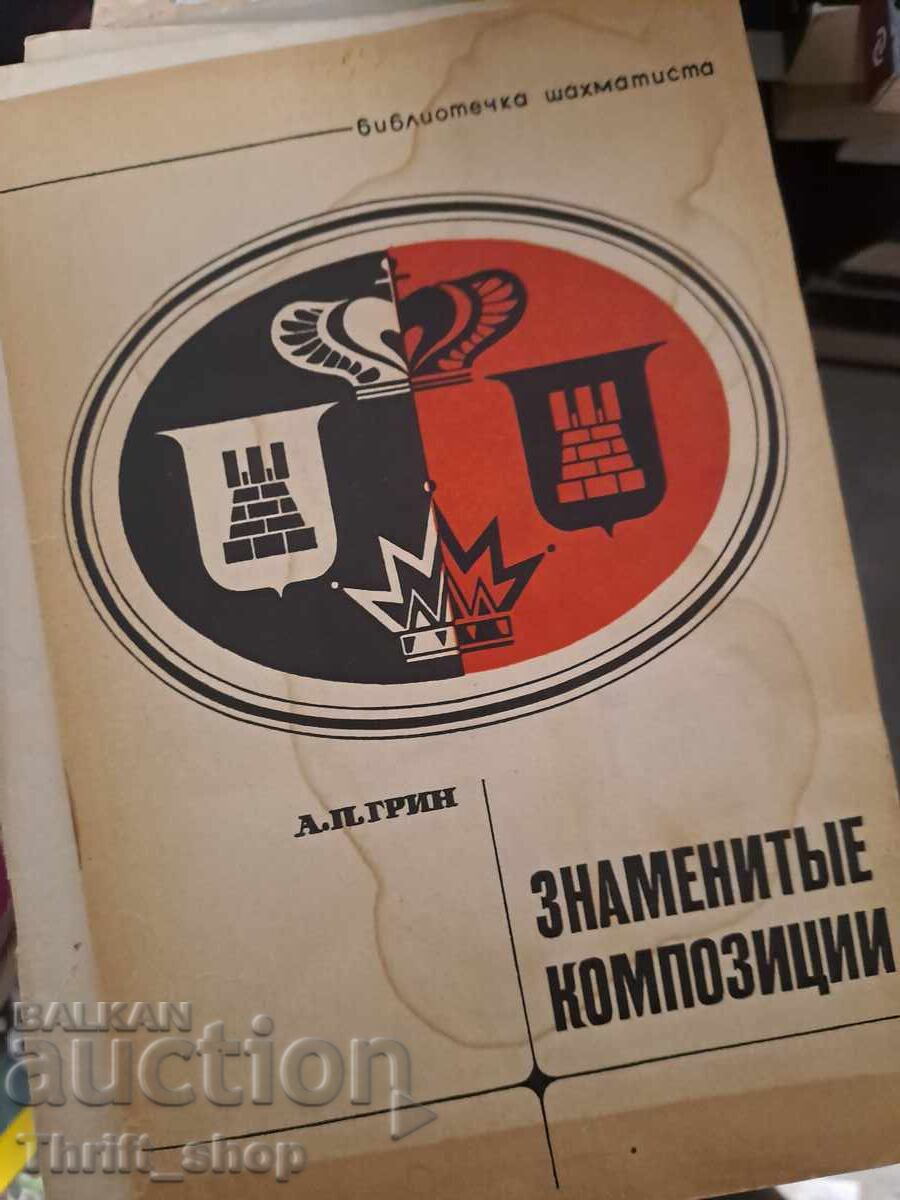 библиотечка шахматиста
А.П.ГРИН
ЗНАМЕНИТЫЕ
КОМПОЗИЦИИ
BALKAN
auction
Thrift_shop